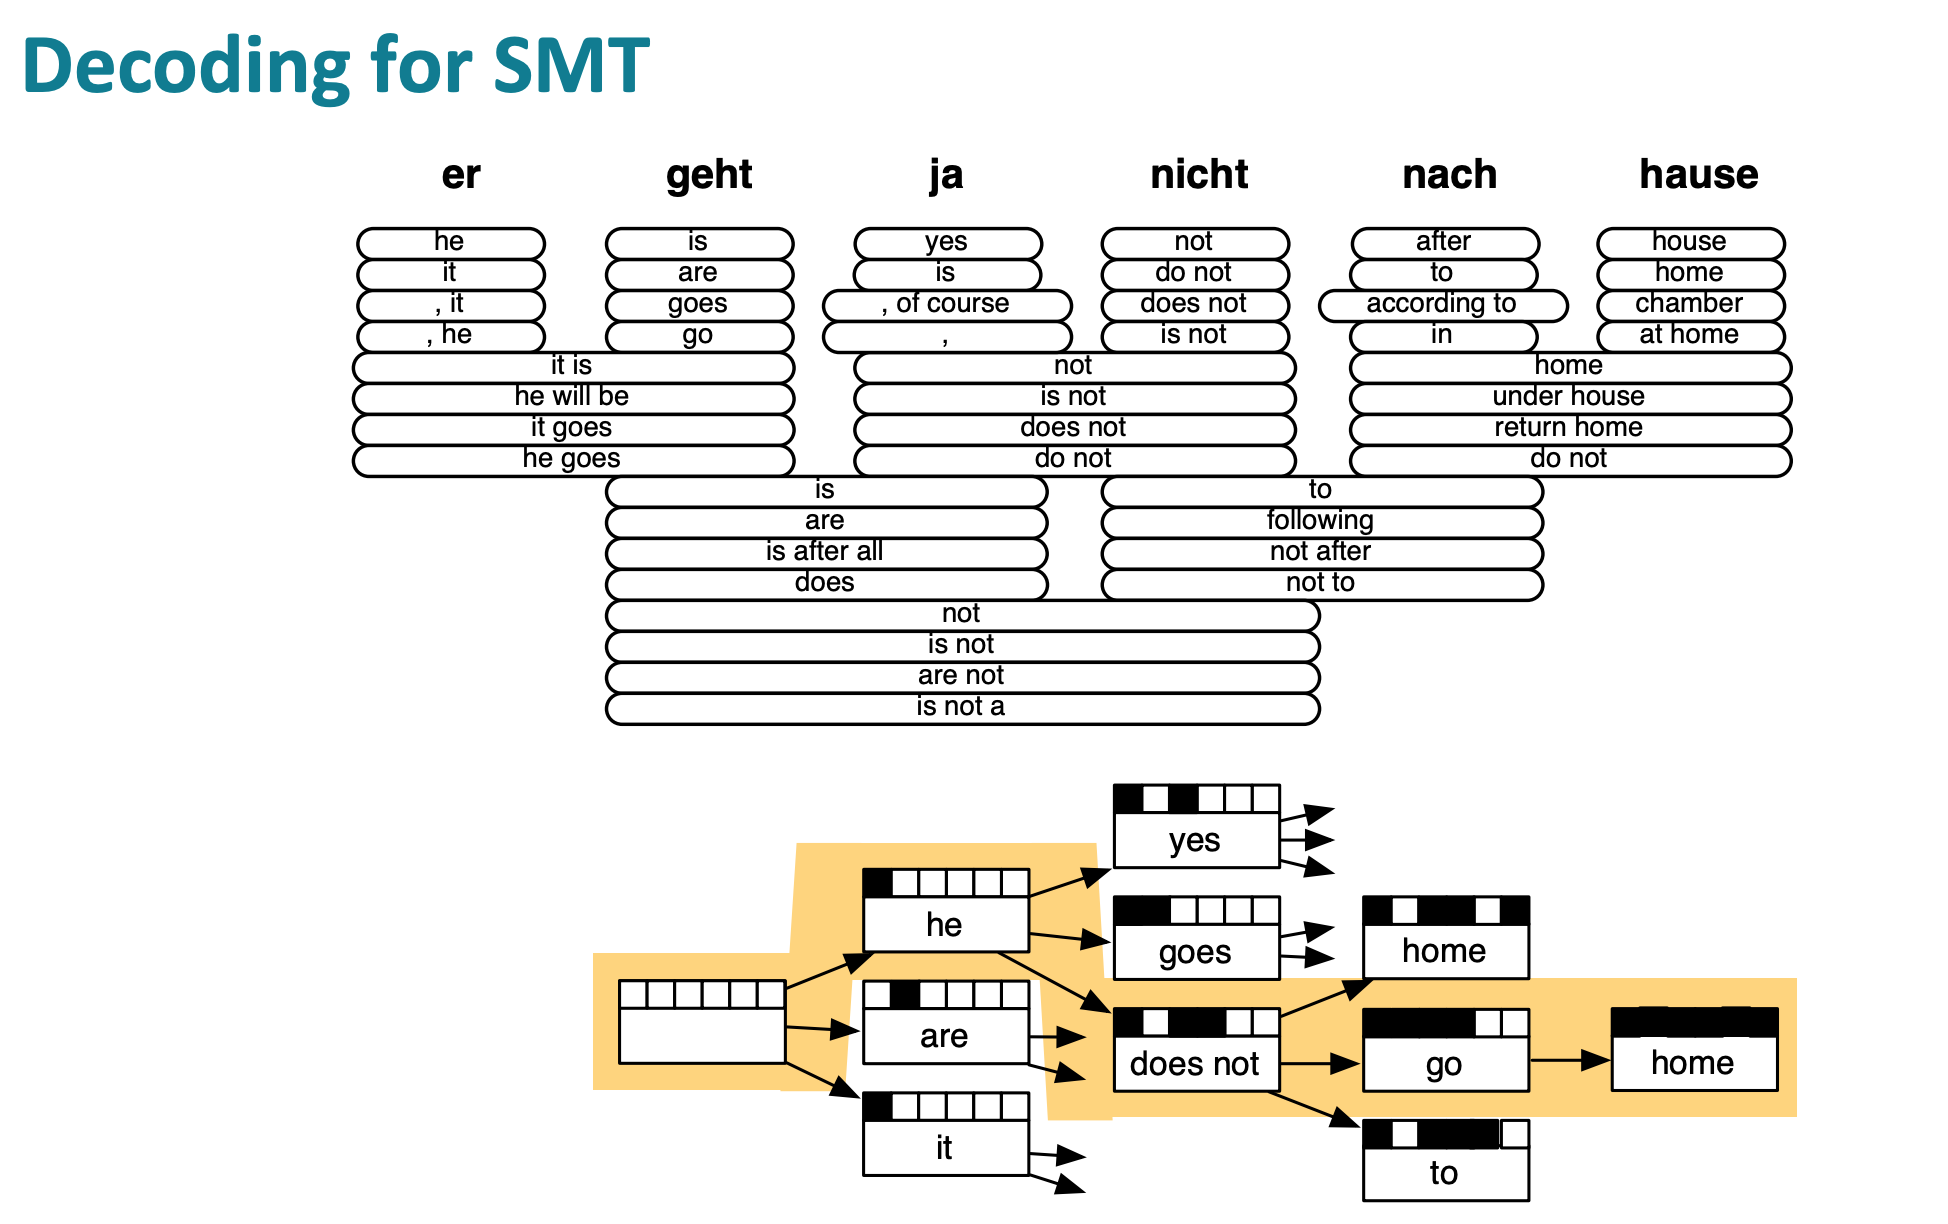 Decoding for SMT
er geht ja nicht nach hause
he is yes not after house
it are is do not to home
, it goes , of course does not according to chamber
, he go , is not in at home
it is not home
he will be is not under house
it goes does not return home
he goes do not do not
is to
are following
is after all not after
does not to
not
is not
are not
is not a
yes
he goes home
are does not go home
it to